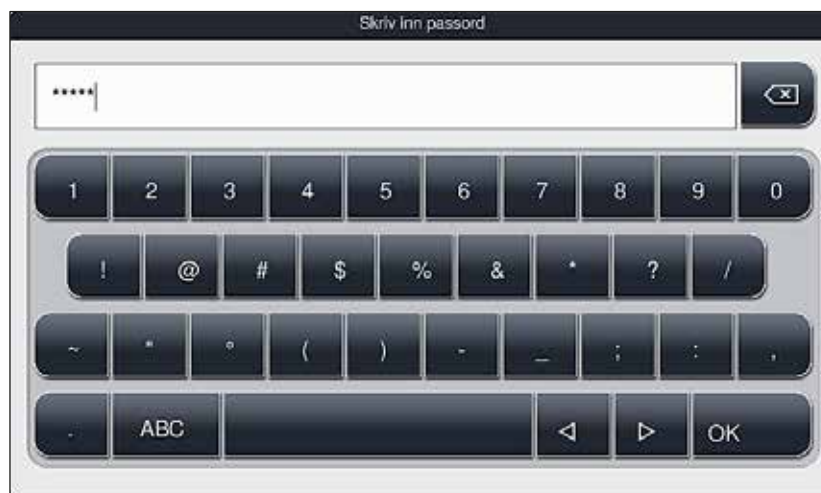 Skriv inn passord
*****
1 2 3 4 5 6 7 8 9 0
! @ # $ % & * ? /
~ " ° ( ) - _ ; : ,
. ABC OK